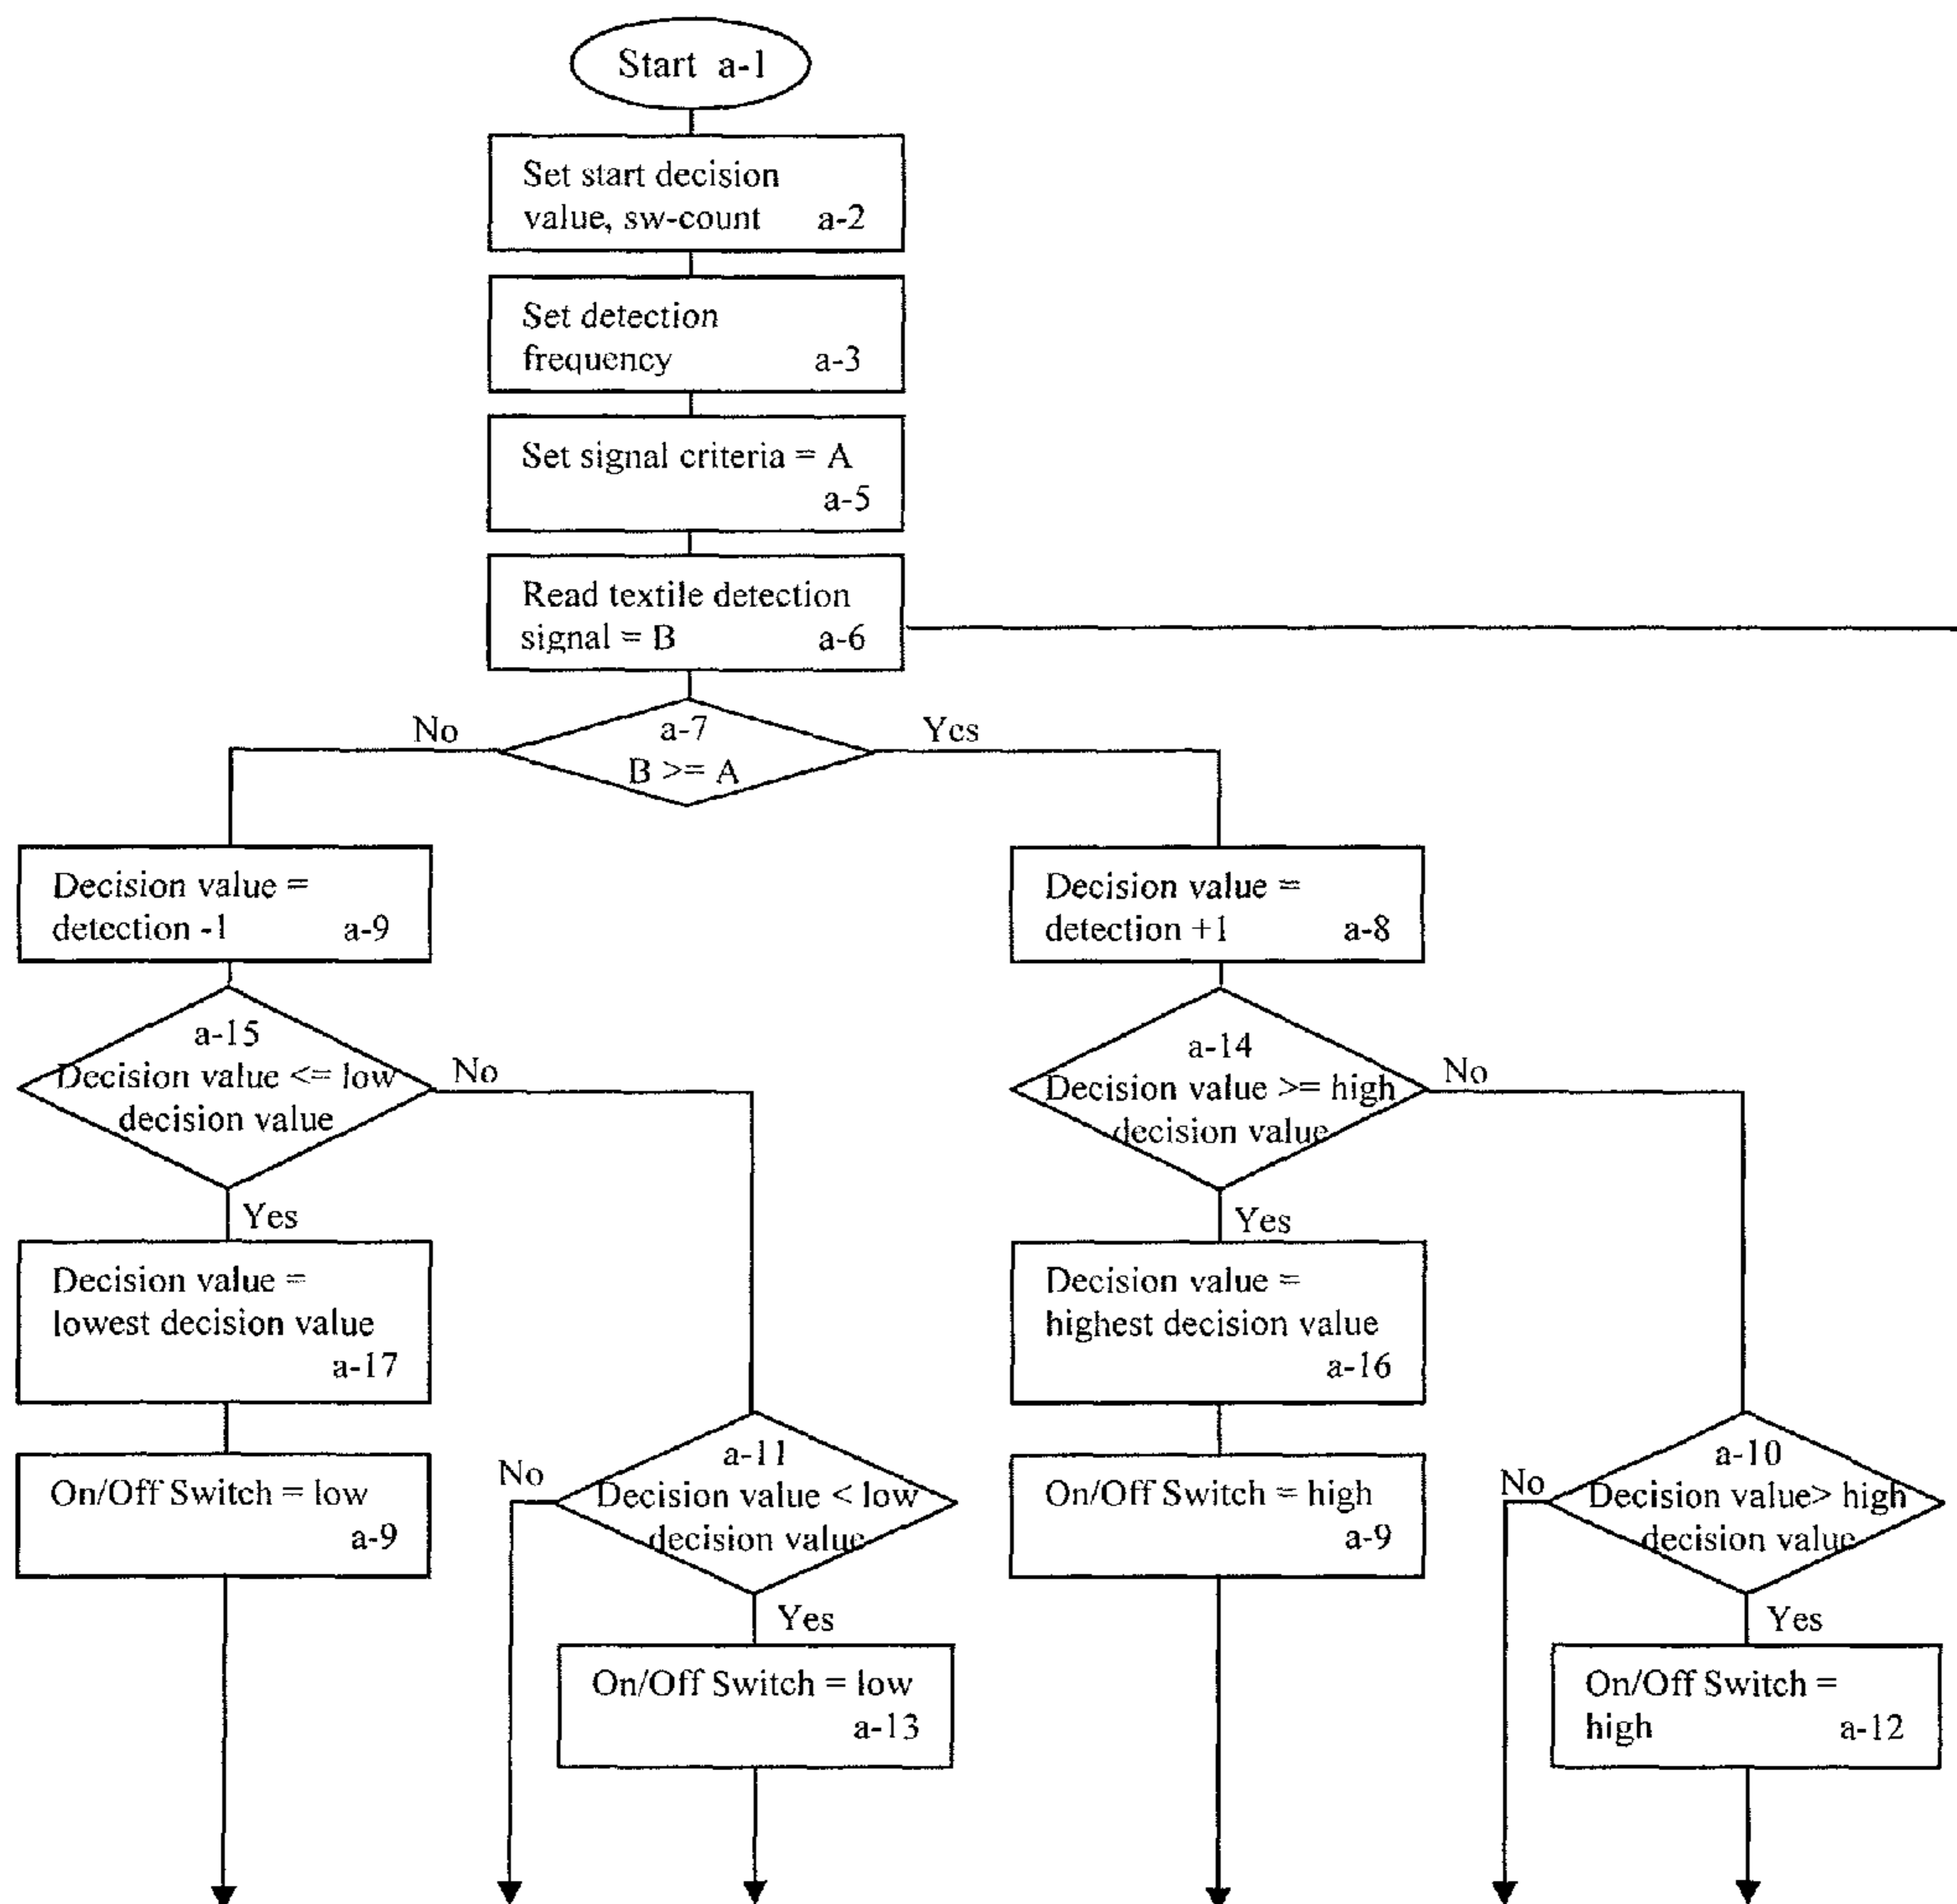 Start a-1
Set start decision
value, sw-count a-2
Set detection
frequency a-3
Set signal criteria = A
a-5
Read textile detection
signal = B a-6
No
a-7
Yes
B >= A
Decision value =
detection -1 a-9
Decision value =
detection +1 a-8
a-15
Decision value <= low
decision value
No
a-14
Decision value >= high
decision value
No
Yes
Yes
Decision value =
lowest decision value
a-17
Decision value =
highest decision value
a-16
On/Off Switch = low
a-9
No
a-11
Decision value < low
decision value
On/Off Switch = high
a-9
No
a-10
Decision value> high
decision value
Yes
Yes
On/Off Switch = low
a-13
On/Off Switch =
high a-12